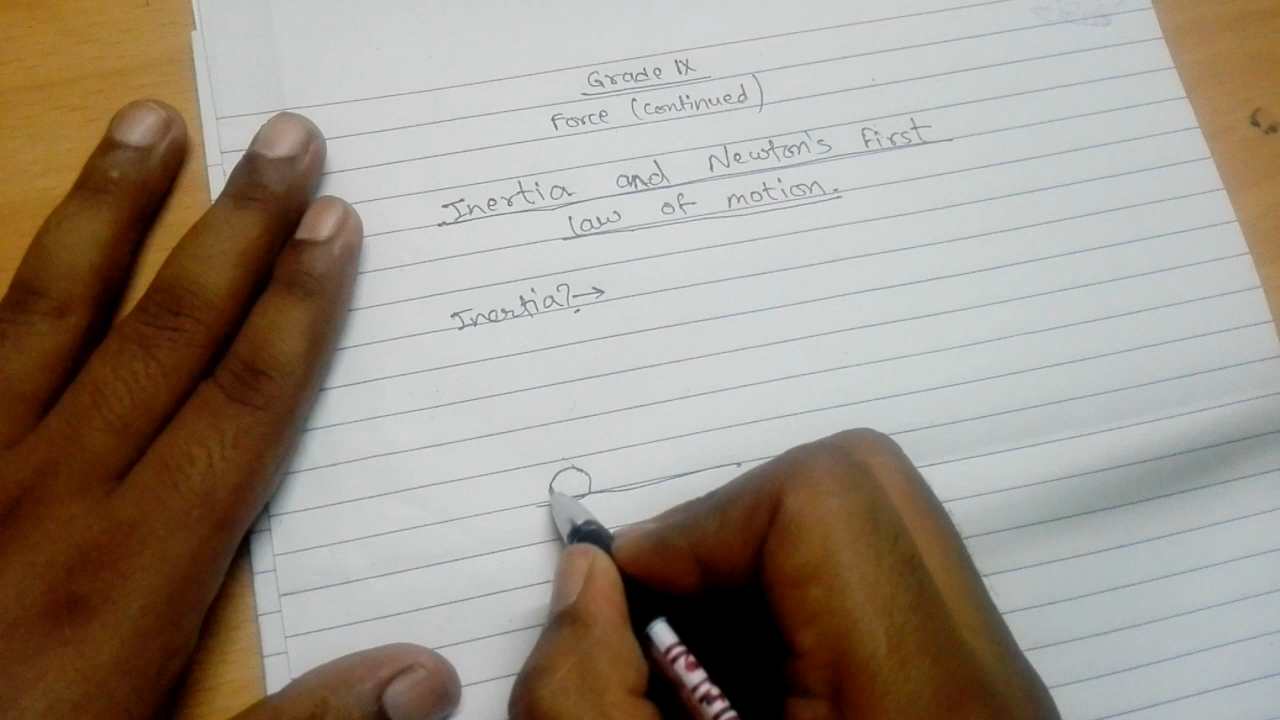 Grade IX
Force (continued)
Inertia and Newton's First
law of motion.
Inertia? →